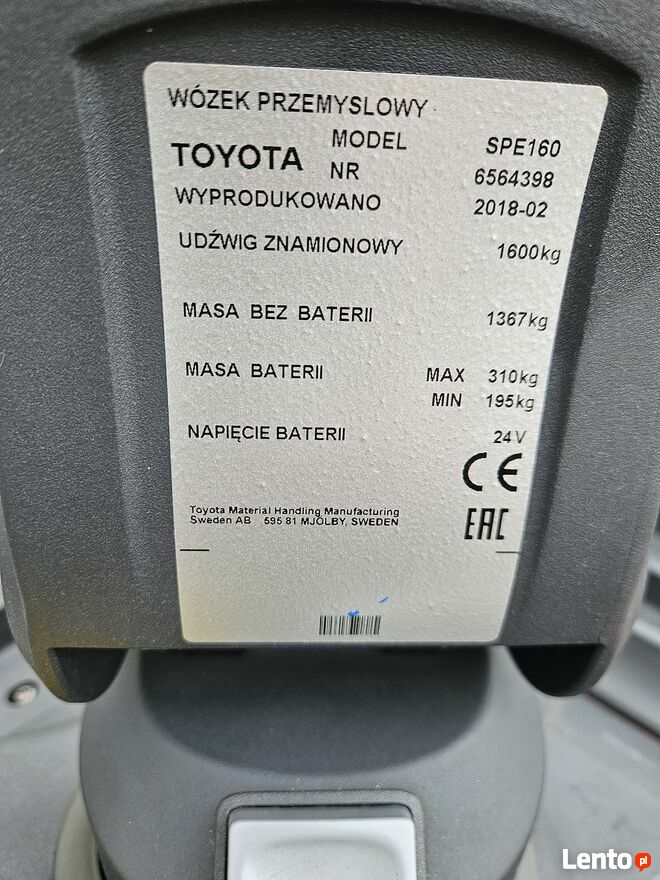 WÓZEK PRZEMYSLOWY
TOYOTA MODEL SPE160
NR 6564398
WYPRODUKOWANO 2018-02
UDŹWIG ZNAMIONOWY 1600kg
MASA BEZ BATERII 1367kg
MASA BATERII MAX 310kg
MIN 195kg
NAPIĘCIE BATERII 24V
CE
Toyota Material Handling Manufacturing
Sweden AB 595 81 MJÖLBY, SWEDEN
EAC
Lento.pl